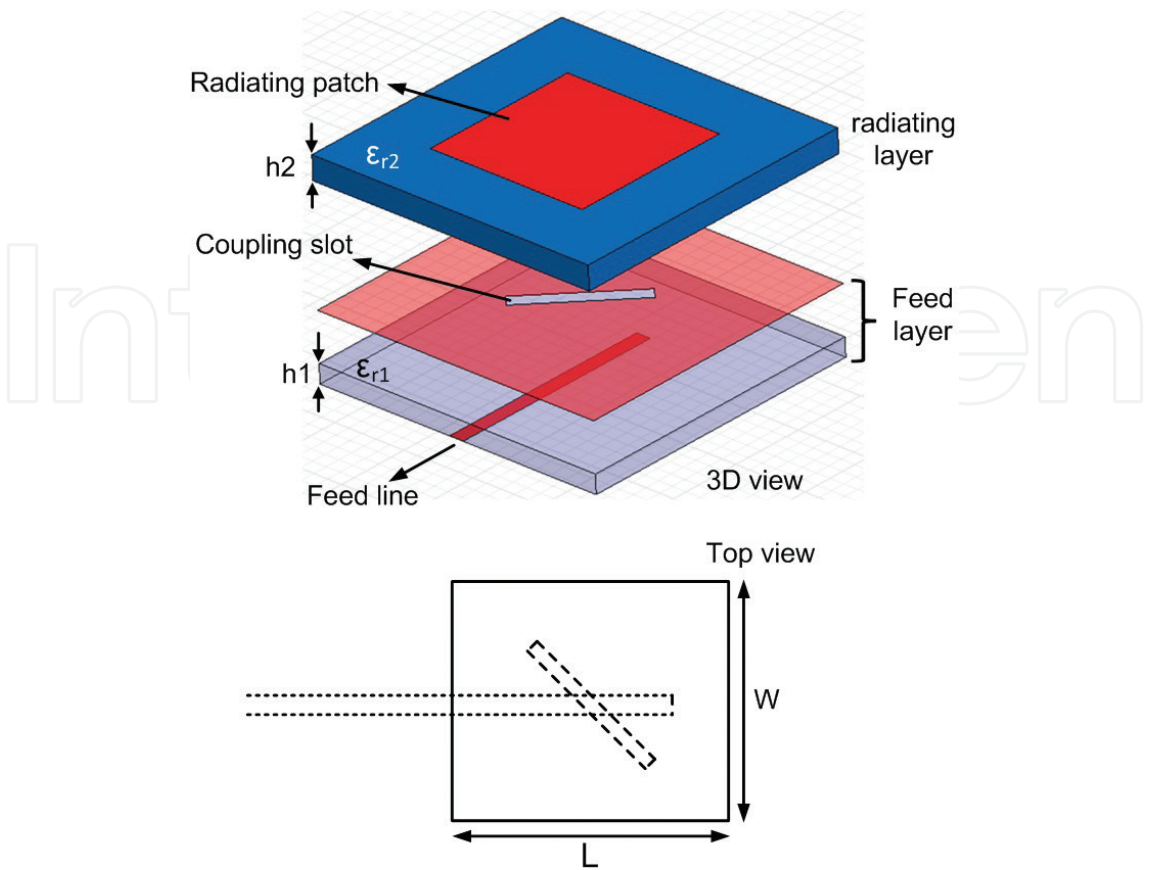 Radiating patch
radiating
layer
εr2
h2
Coupling slot
Feed
layer
h1
εr1
Feed line
3D view
Top view
W
L